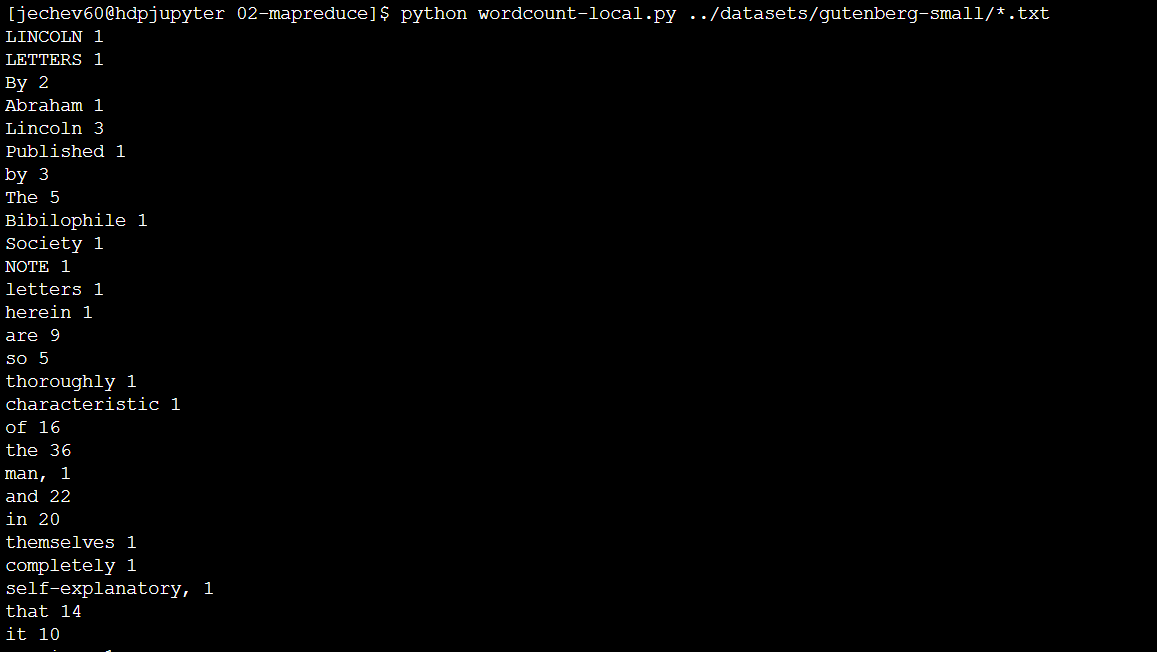 [jechev60@hdpjupyter 02-mapreduce]$ python wordcount-local.py ../datasets/gutenberg-small/*.txt
LINCOLN 1
LETTERS 1
By 2
Abraham 1
Lincoln 3
Published 1
by 3
The 5
Bibilophile 1
Society 1
NOTE 1
letters 1
herein 1
are 9
so 5
thoroughly 1
characteristic 1
of 16
the 36
man, 1
and 22
in 20
themselves 1
completely 1
self-explanatory, 1
that 14
it 10